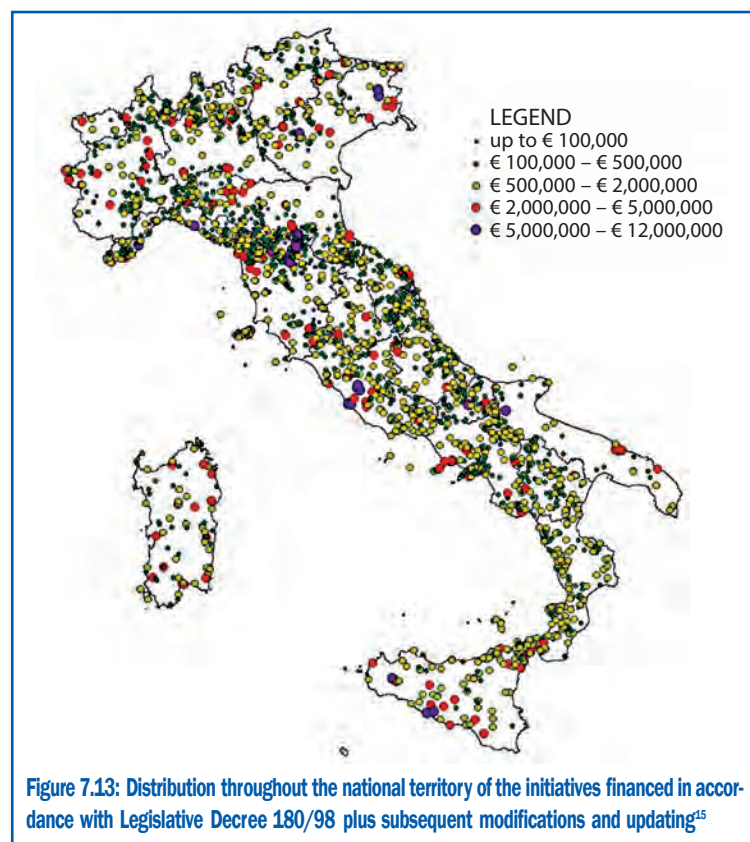 LEGEND
up to € 100,000
€ 100,000 – € 500,000
€ 500,000 – € 2,000,000
€ 2,000,000 – € 5,000,000
€ 5,000,000 – € 12,000,000
Figure 7.13: Distribution throughout the national territory of the initiatives financed in accor-
dance with Legislative Decree 180/98 plus subsequent modifications and updating¹⁵